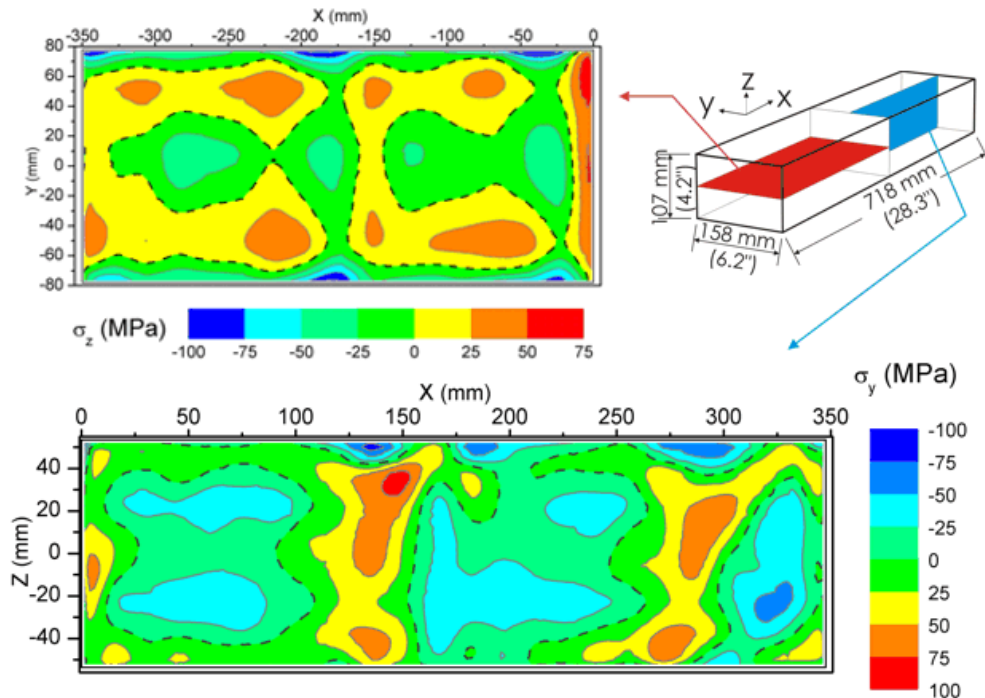 X (mm)
-350 -300 -250 -200 -150 -100 -50 0
80
60
40
20
0
-20
-40
-60
-80
Y (mm)
Z
Y X
107 mm
(4.2")
158 mm
(6.2")
718 mm
(28.3")
σz (MPa)
-100 -75 -50 -25 0 25 50 75
X (mm)
0 50 100 150 200 250 300 350
40
20
0
-20
-40
Z (mm)
σy (MPa)
-100
-75
-50
-25
0
25
50
75
100